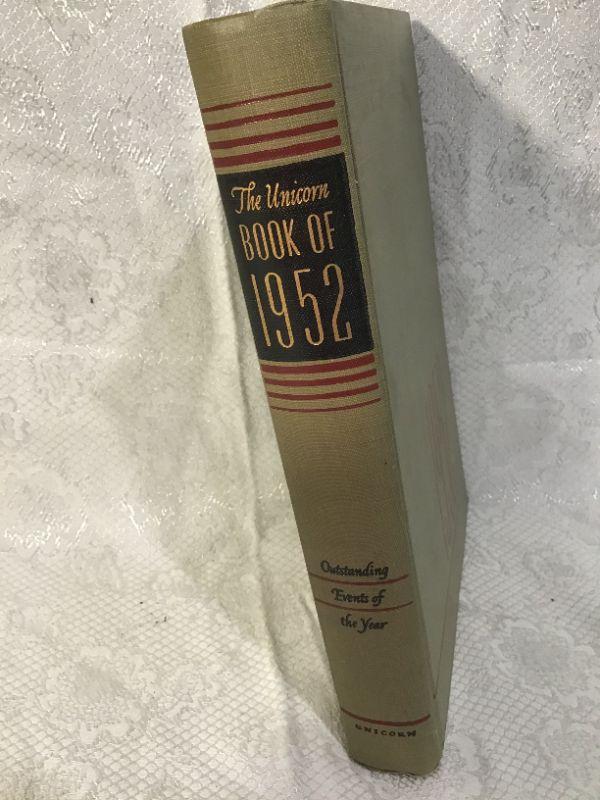 The Unicorn
BOOK OF
1952
Outstanding
Events of
the Year
UNICORN